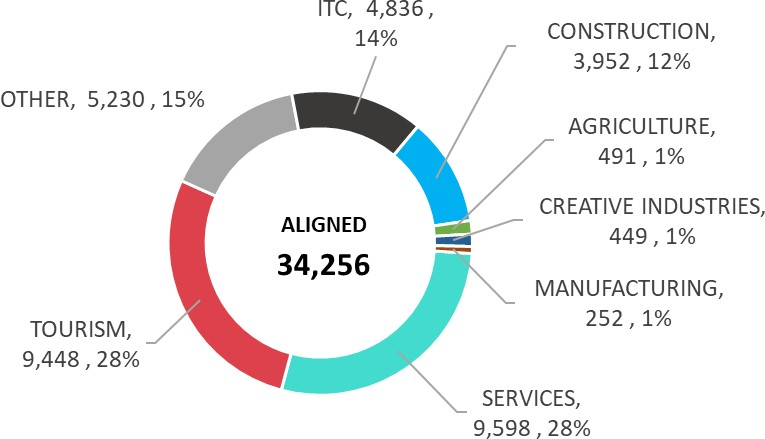 ITC,  4,836 ,
14%
CONSTRUCTION,
3,952 , 12%
OTHER,  5,230 , 15%
AGRICULTURE,
491 , 1%
CREATIVE INDUSTRIES,
449 , 1%
ALIGNED
34,256
MANUFACTURING,
252 , 1%
TOURISM,
9,448 , 28%
SERVICES,
9,598 , 28%